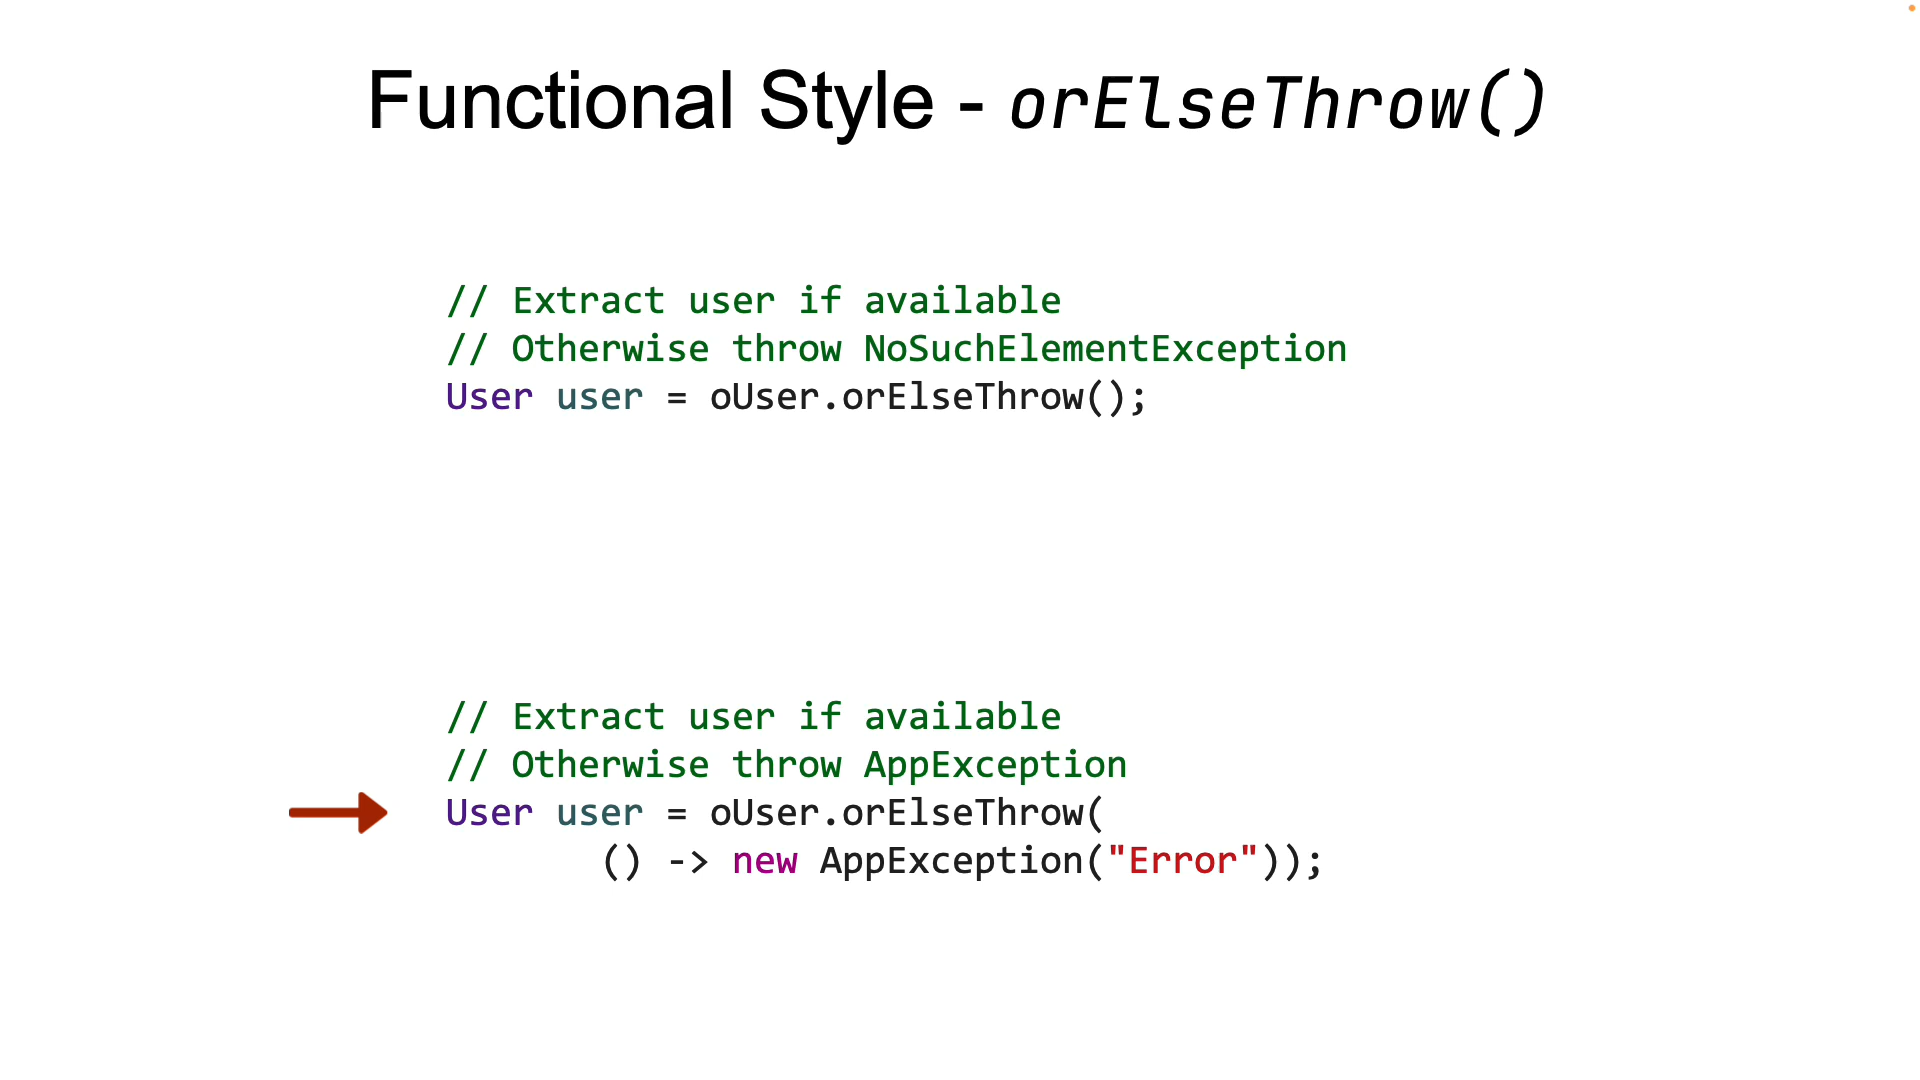 Functional Style - orElseThrow()
// Extract user if available
// Otherwise throw NoSuchElementException
User user = oUser.orElseThrow();
// Extract user if available
// Otherwise throw AppException
User user = oUser.orElseThrow(
() -> new AppException("Error"));